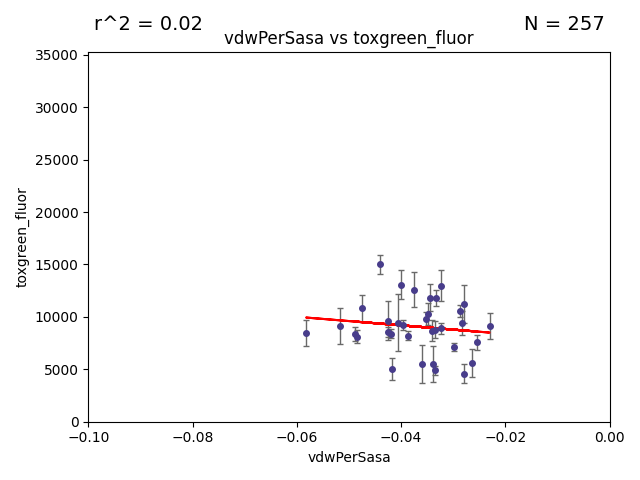 r^2 = 0.02
N = 257
vdwPerSasa vs toxgreen_fluor
35000
30000
25000
20000
15000
10000
5000
0
toxgreen_fluor
−0.10
−0.08
−0.06
−0.04
−0.02
0.00
vdwPerSasa